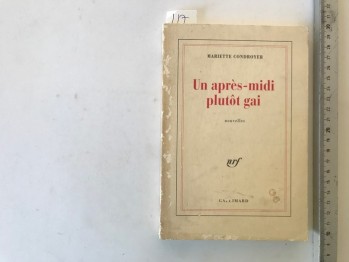 117
MARIETTE CONDROYER
Un après-midi
plutôt gai
nouvelles
nrf
GALLIMARD